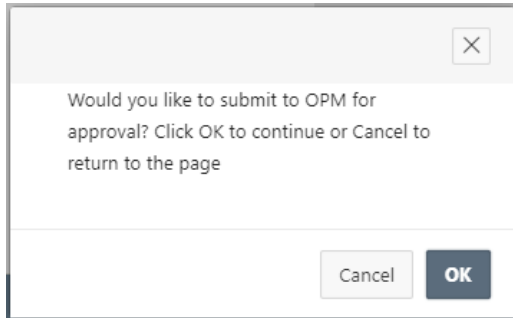 Would you like to submit to OPM for
approval? Click OK to continue or Cancel to
return to the page
Cancel
OK